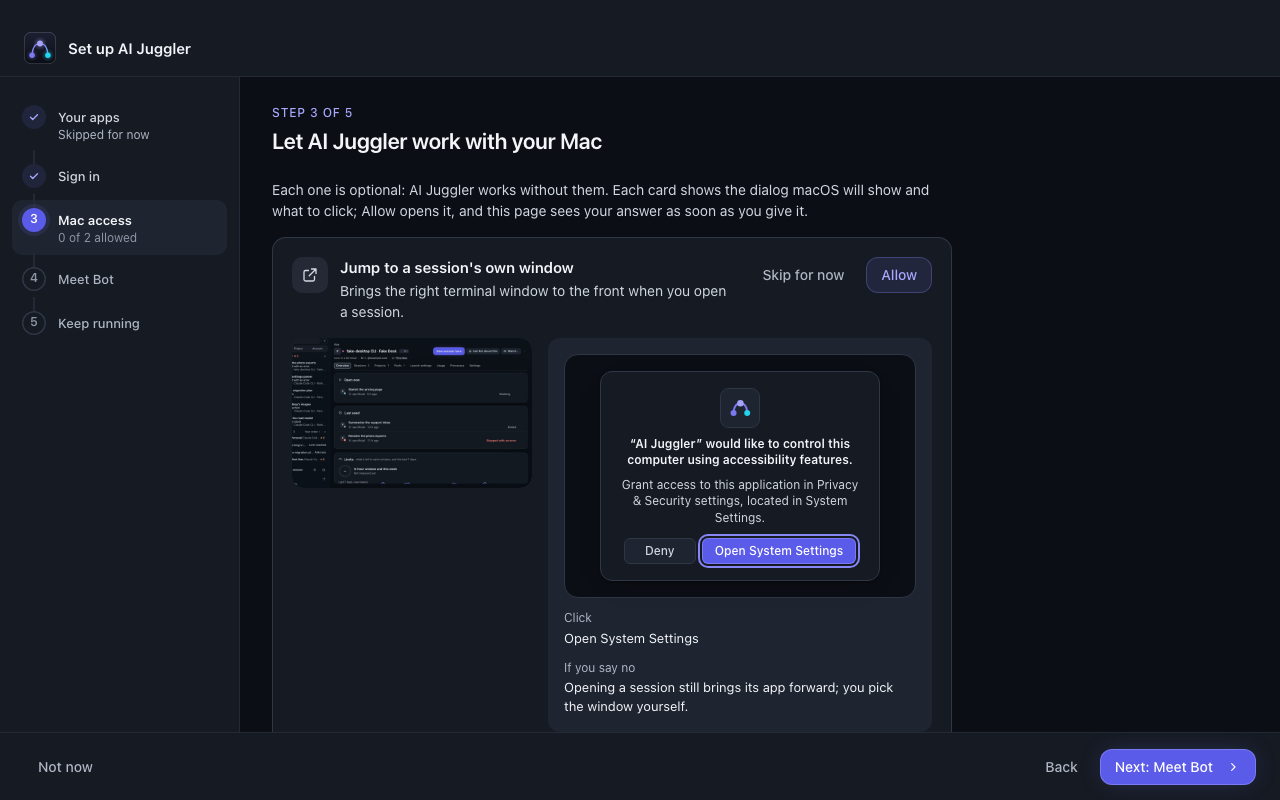 Set up AI Juggler
Your apps
Skipped for now
Sign in
3
Mac access
0 of 2 allowed
4
Meet Bot
5
Keep running
STEP 3 OF 5
Let AI Juggler work with your Mac
Each one is optional: AI Juggler works without them. Each card shows the dialog macOS will show and
what to click; Allow opens it, and this page sees your answer as soon as you give it.
Jump to a session's own window
Brings the right terminal window to the front when you open
a session.
Skip for now
Allow
“AI Juggler” would like to control this
computer using accessibility features.
Grant access to this application in Privacy
& Security settings, located in System
Settings.
Deny
Open System Settings
Click
Open System Settings
If you say no
Opening a session still brings its app forward; you pick
the window yourself.
Not now
Back
Next: Meet Bot